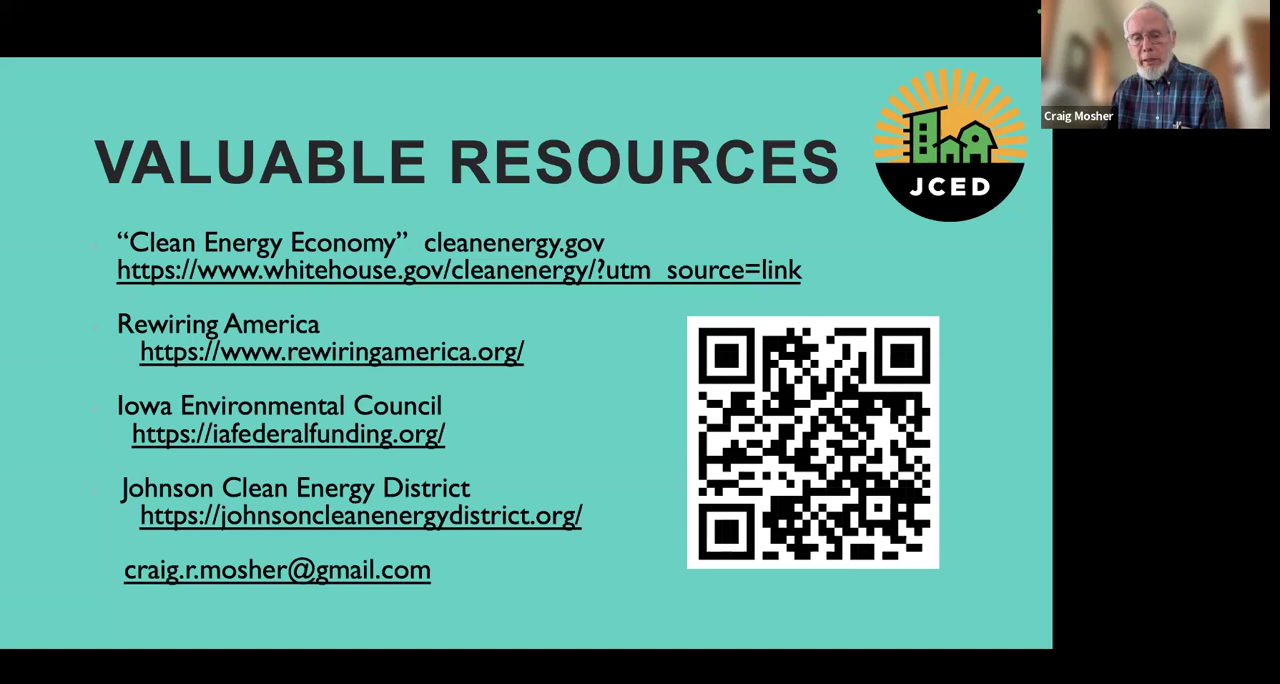 Craig Mosher
VALUABLE RESOURCES
JCED
“Clean Energy Economy” cleanenergy.gov
https://www.whitehouse.gov/cleanenergy/?utm_source=link
Rewiring America
https://www.rewiringamerica.org/
Iowa Environmental Council
https://iafederalfunding.org/
Johnson Clean Energy District
https://johnsoncleanenergydistrict.org/
craig.r.mosher@gmail.com